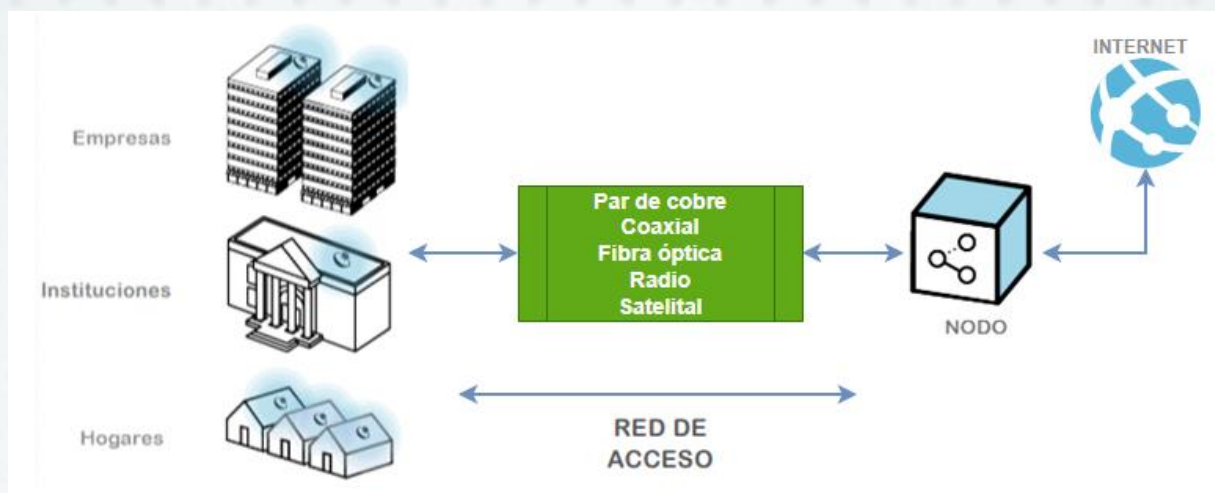 INTERNET
Empresas
Par de cobre
Coaxial
Fibra óptica
Radio
Satelital
Instituciones
NODO
RED DE
ACCESO
Hogares